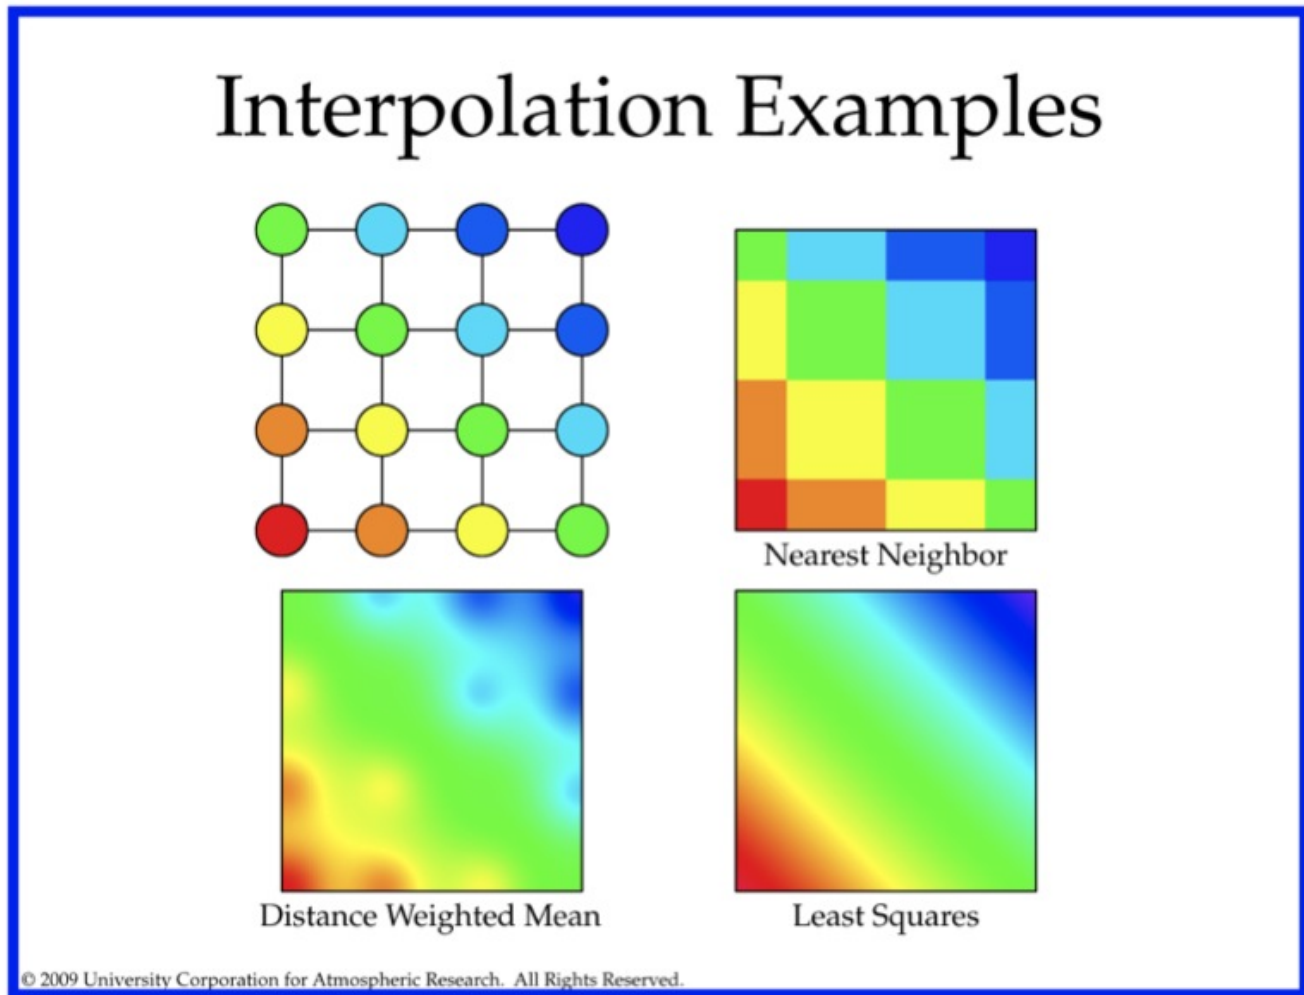 Interpolation Examples
Nearest Neighbor
Distance Weighted Mean
Least Squares
© 2009 University Corporation for Atmospheric Research.  All Rights Reserved.